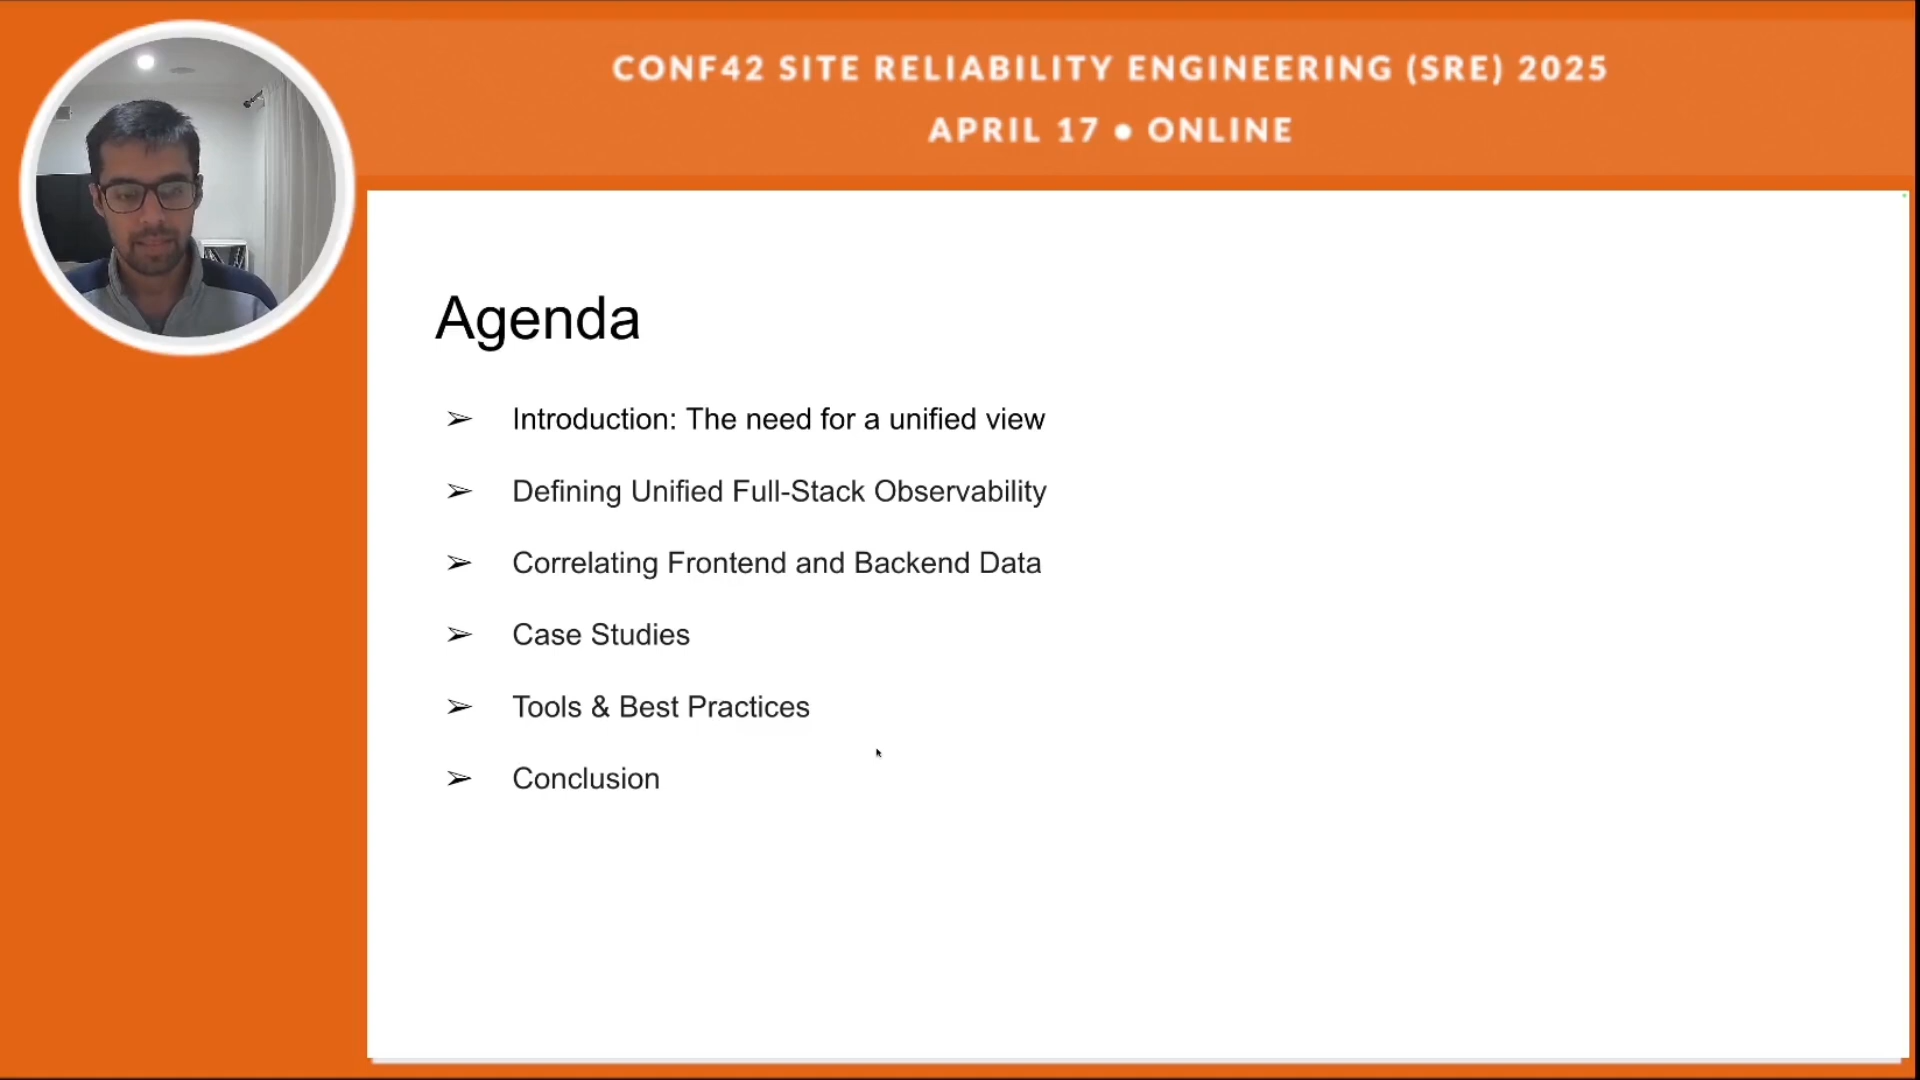 CONF42 SITE RELIABILITY ENGINEERING (SRE) 2025
APRIL 17 ● ONLINE
Agenda
➢ Introduction: The need for a unified view
➢ Defining Unified Full-Stack Observability
➢ Correlating Frontend and Backend Data
➢ Case Studies
➢ Tools & Best Practices
➢ Conclusion